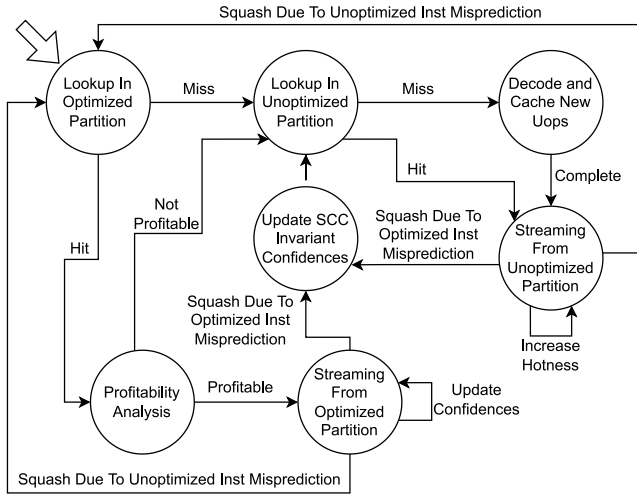 Squash Due To Unoptimized Inst Misprediction
Lookup In
Optimized
Partition
Miss
Lookup In
Unoptimized
Partition
Miss
Decode and
Cache New
Uops
Hit
Not
Profitable
Hit
Complete
Update SCC
Invariant
Confidences
Squash Due To
Optimized Inst
Misprediction
Streaming
From
Unoptimized
Partition
Increase
Hotness
Squash Due To
Optimized Inst
Misprediction
Profitability
Analysis
Profitable
Streaming
From
Optimized
Partition
Update
Confidences
Squash Due To Unoptimized Inst Misprediction